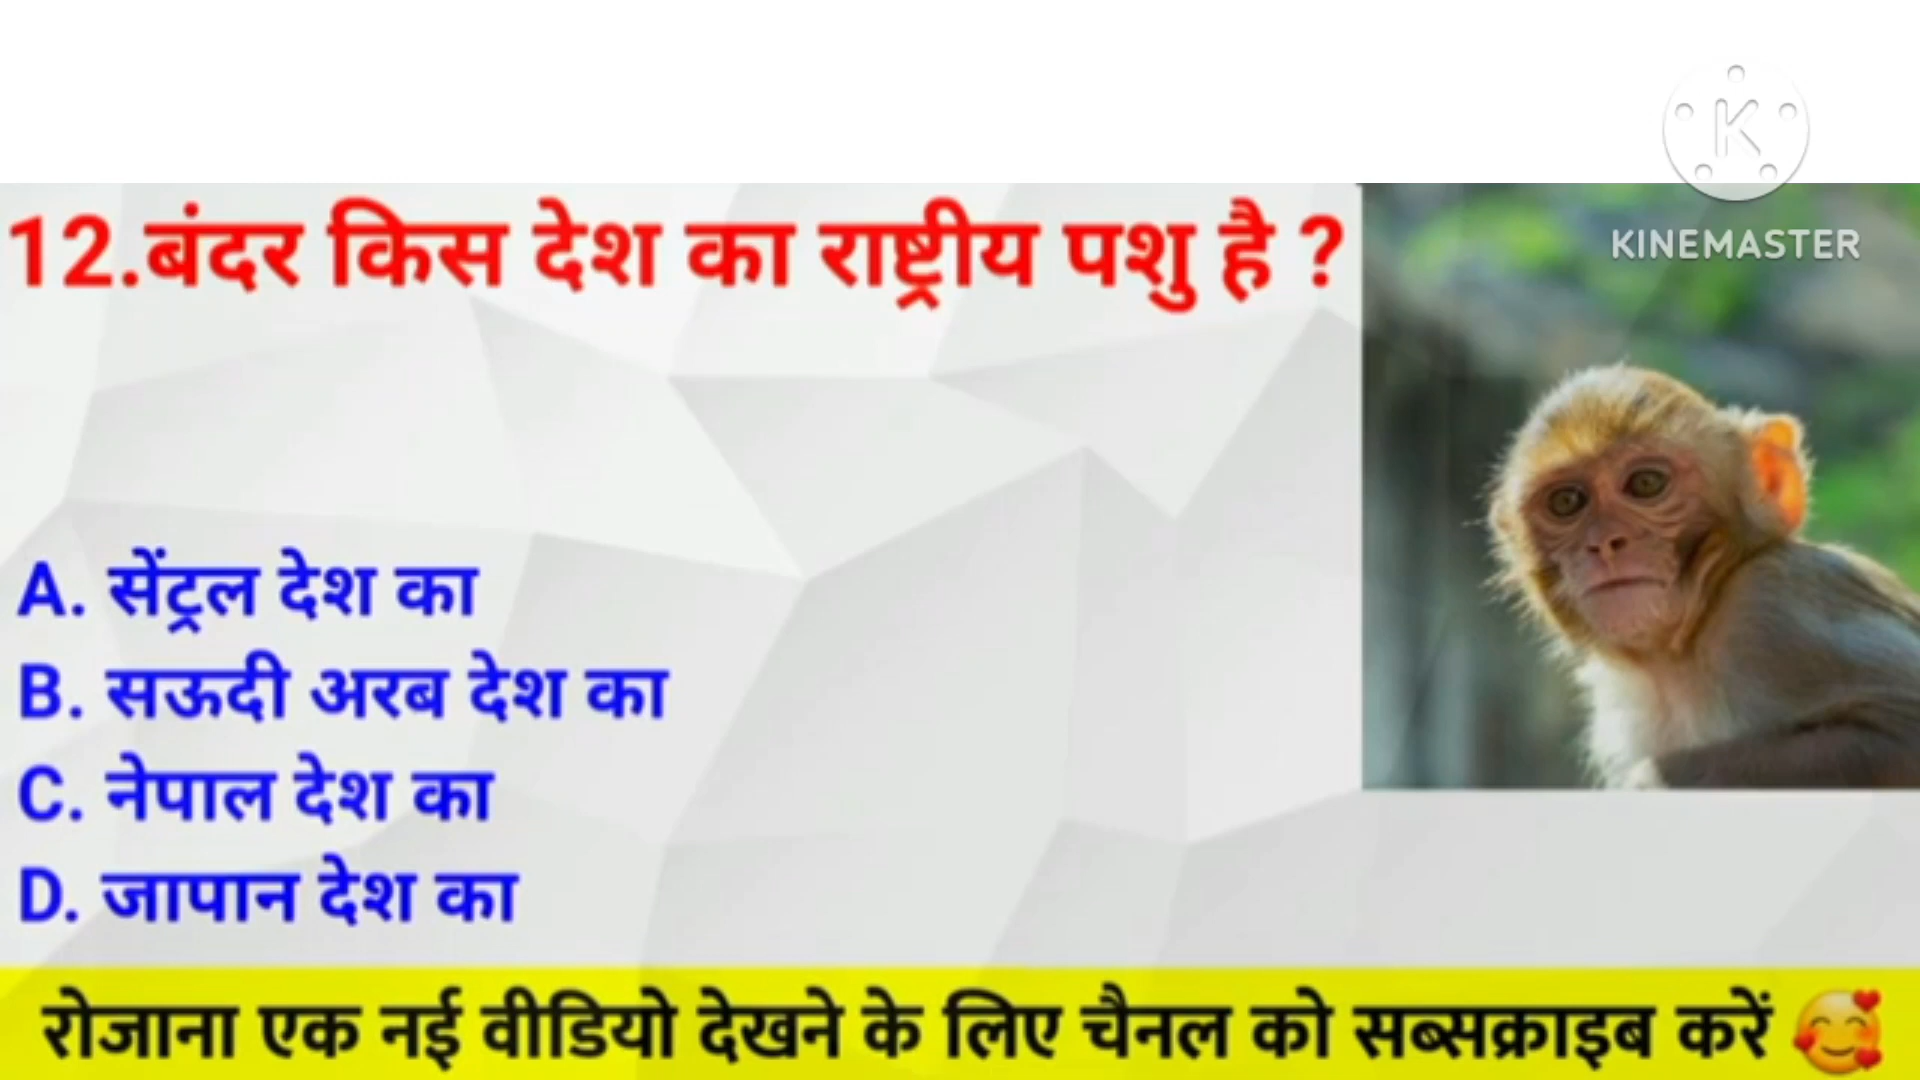 KINEMASTER
12.बंदर किस देश का राष्ट्रीय पशु है ?
A. सेंट्रल देश का
B. सऊदी अरब देश का
C. नेपाल देश का
D. जापान देश का
रोजाना एक नई वीडियो देखने के लिए चैनल को सब्सक्राइब करें 🥰